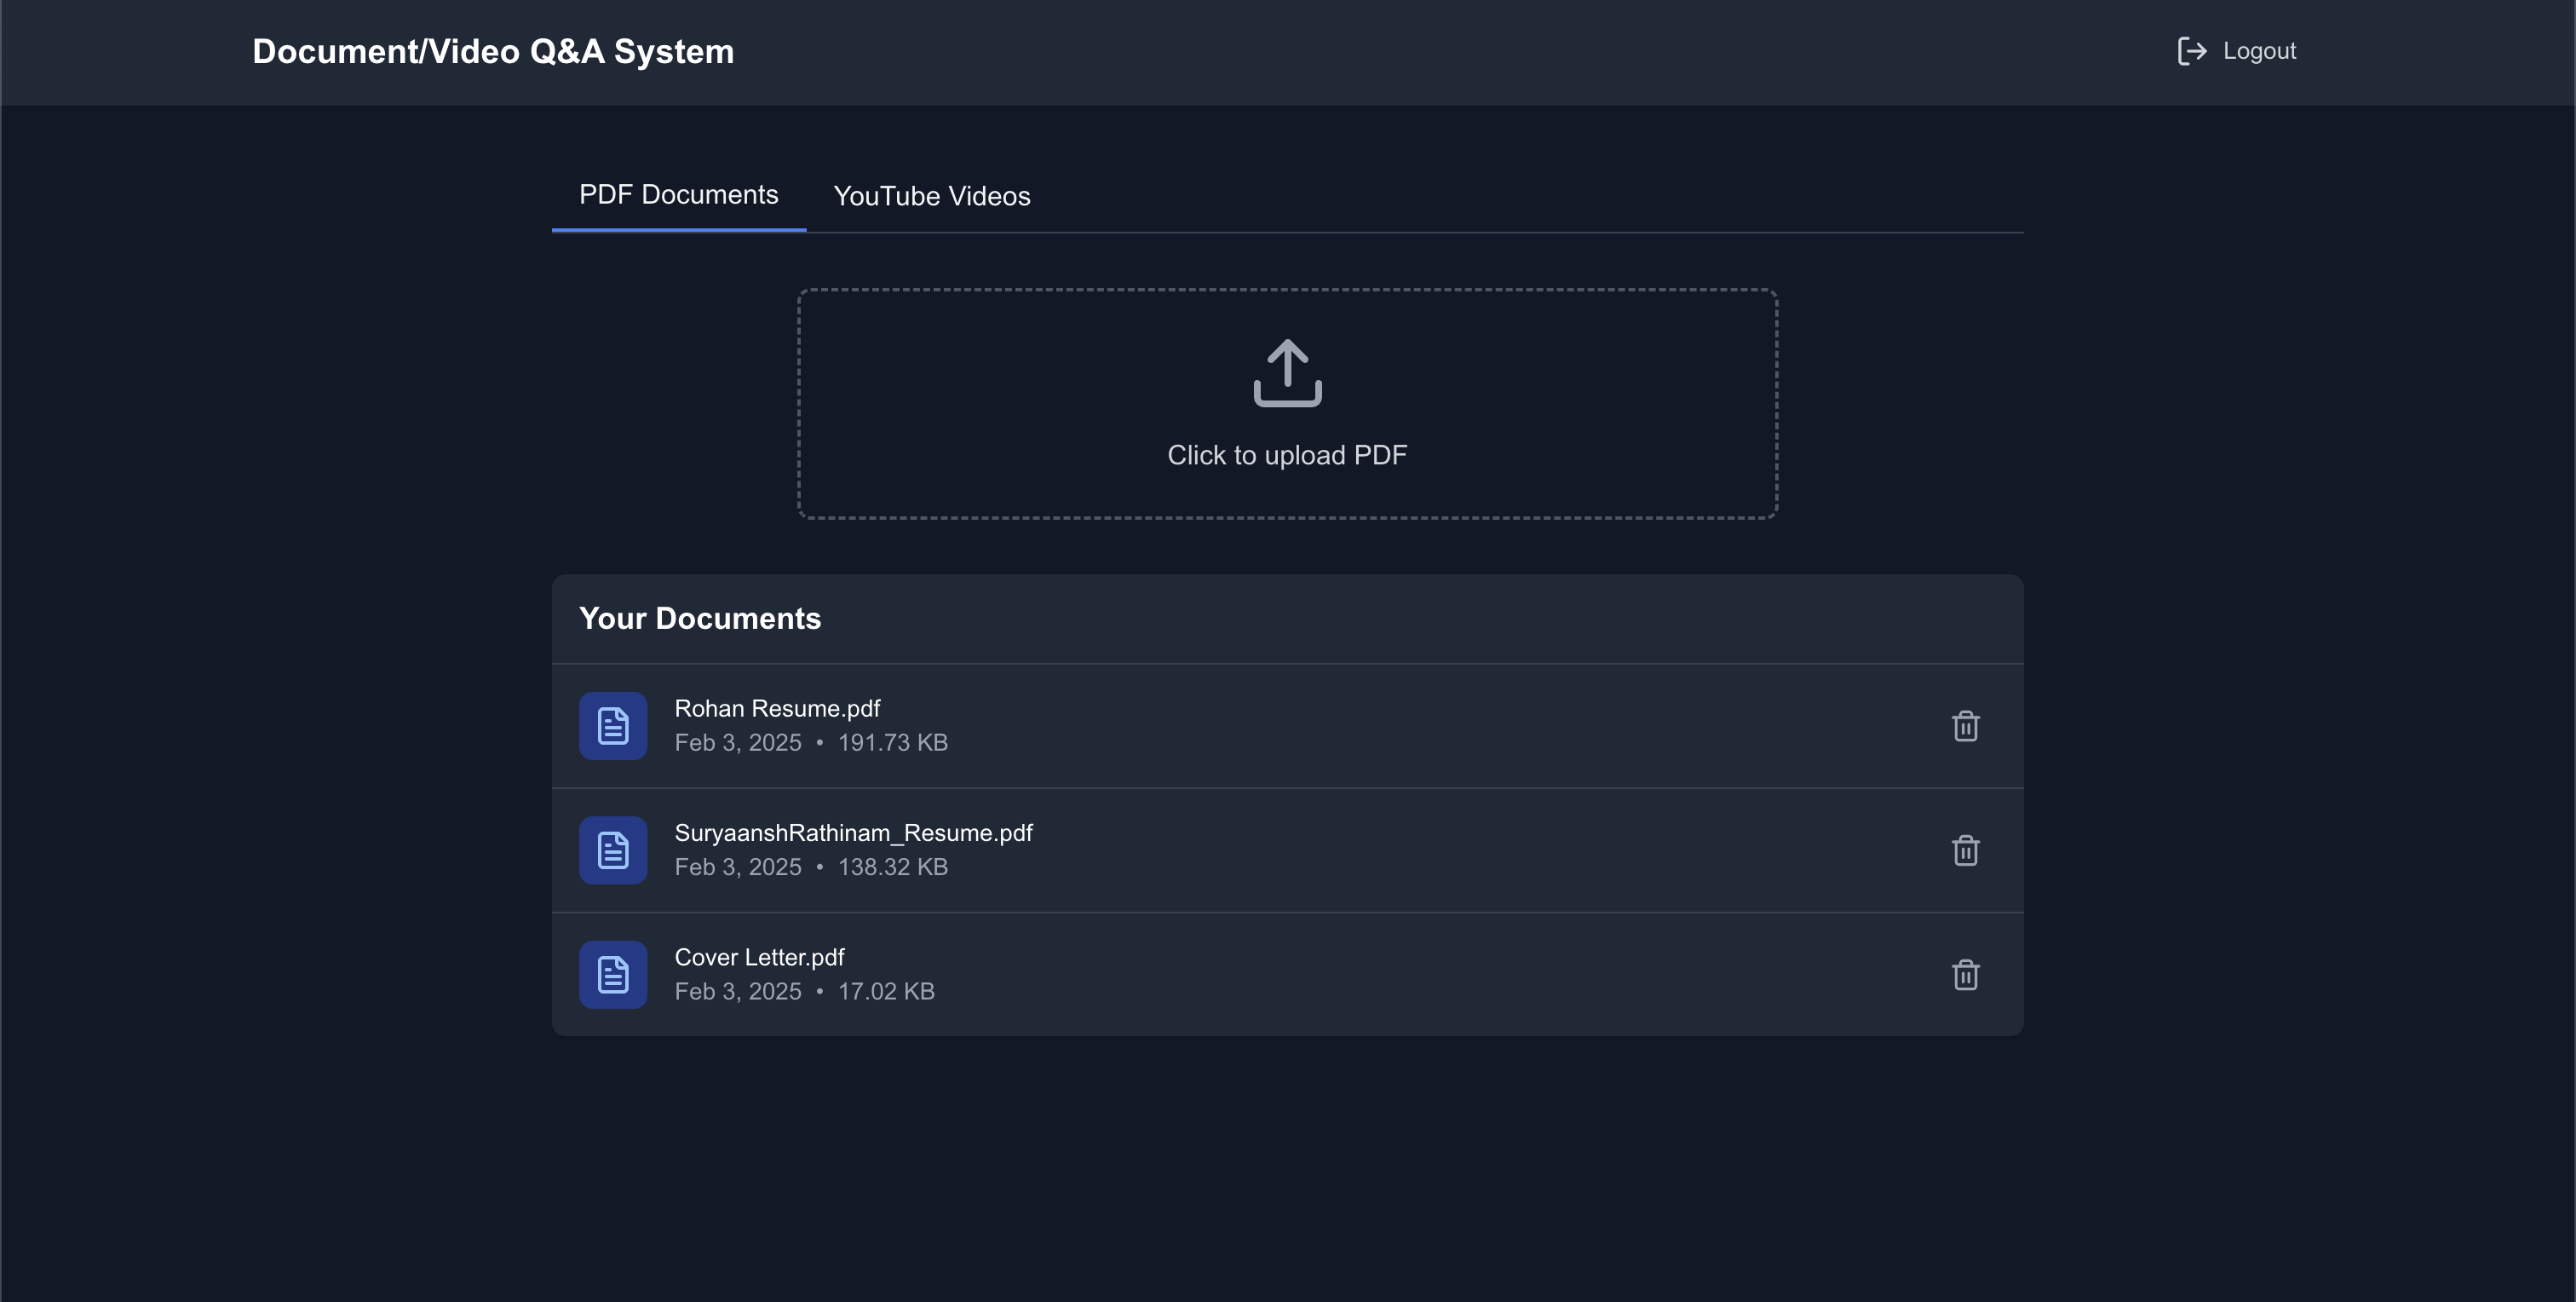 Document/Video Q&A System
Logout
PDF Documents
YouTube Videos
Click to upload PDF
Your Documents
Rohan Resume.pdf
Feb 3, 2025 • 191.73 KB
SuryaanshRathinam_Resume.pdf
Feb 3, 2025 • 138.32 KB
Cover Letter.pdf
Feb 3, 2025 • 17.02 KB